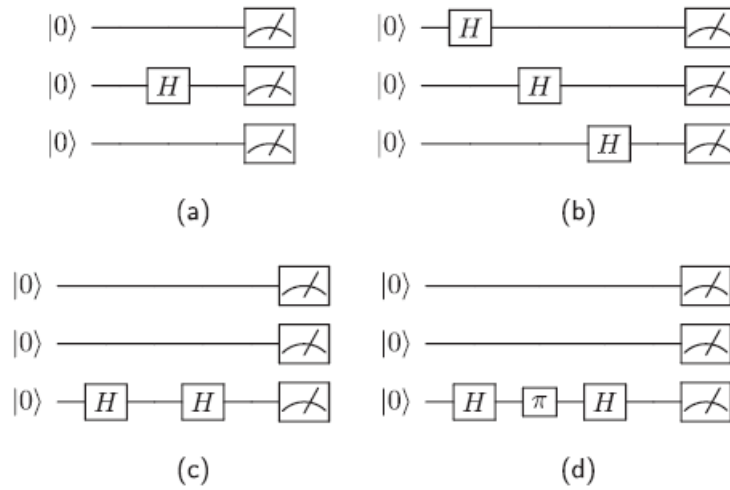 |0⟩ |0⟩ H
|0⟩ H |0⟩ H
|0⟩ |0⟩ H
(a) (b)
|0⟩ |0⟩
|0⟩ |0⟩
|0⟩ H H |0⟩ H π H
(c) (d)